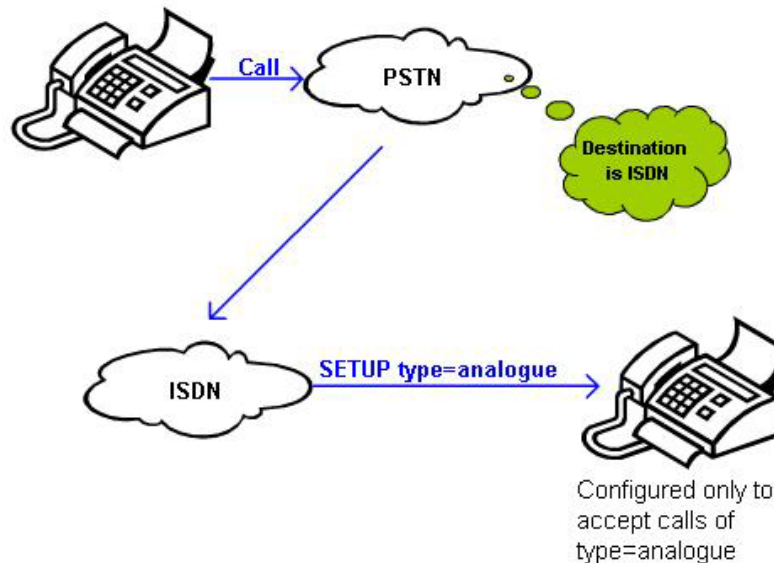 Call
PSTN
Destination
is ISDN
ISDN
SETUP type=analogue
Configured only to
accept calls of
type=analogue